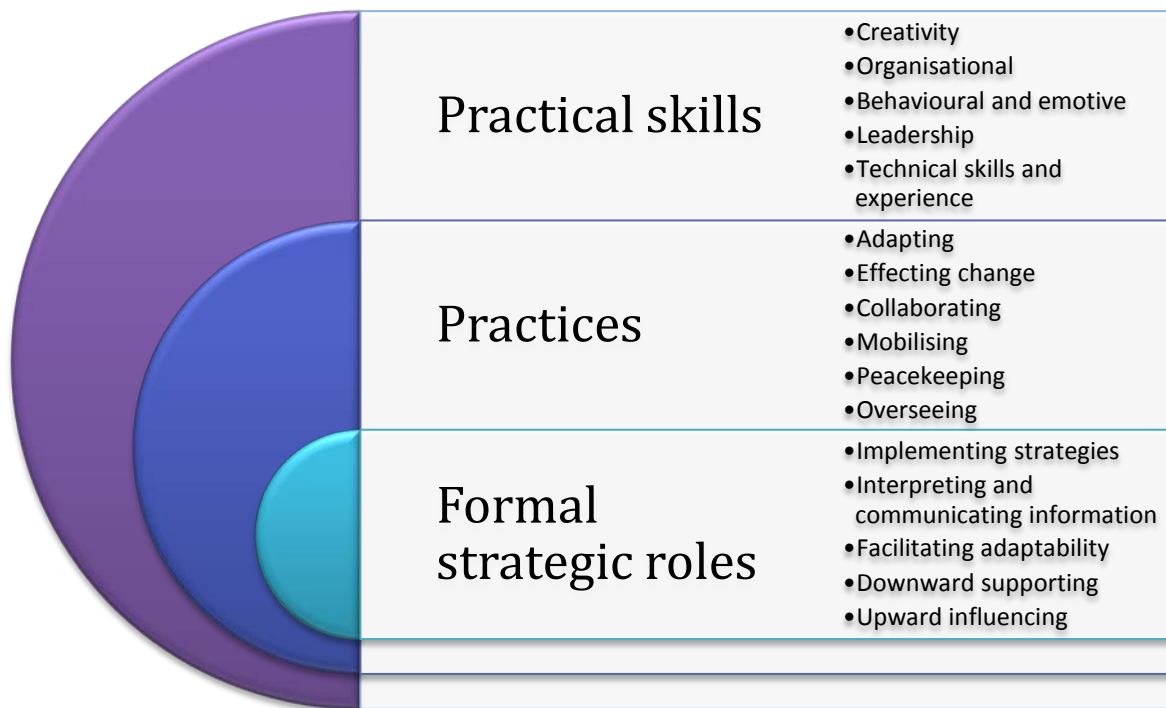 Practical skills
•Creativity
•Organisational
•Behavioural and emotive
•Leadership
•Technical skills and
experience
Practices
•Adapting
•Effecting change
•Collaborating
•Mobilising
•Peacekeeping
•Overseeing
Formal
strategic roles
•Implementing strategies
•Interpreting and
communicating information
•Facilitating adaptability
•Downward supporting
•Upward influencing